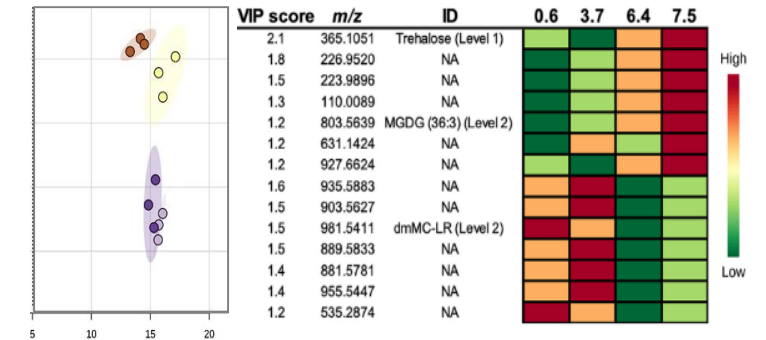 VIP score m/z ID 0.6 3.7 6.4 7.5
2.1 365.1051 Trehalose (Level 1)
1.8 226.9520 NA
1.5 223.9896 NA
1.3 110.0089 NA
1.2 803.5639 MGDG (36:3) (Level 2)
1.2 631.1424 NA
1.2 927.6624 NA
1.6 935.5883 NA
1.5 903.5627 NA
1.5 981.5411 dmMC-LR (Level 2)
1.5 889.5833 NA
1.4 881.5781 NA
1.4 955.5447 NA
1.2 535.2874 NA
High
Low
5 10 15 20